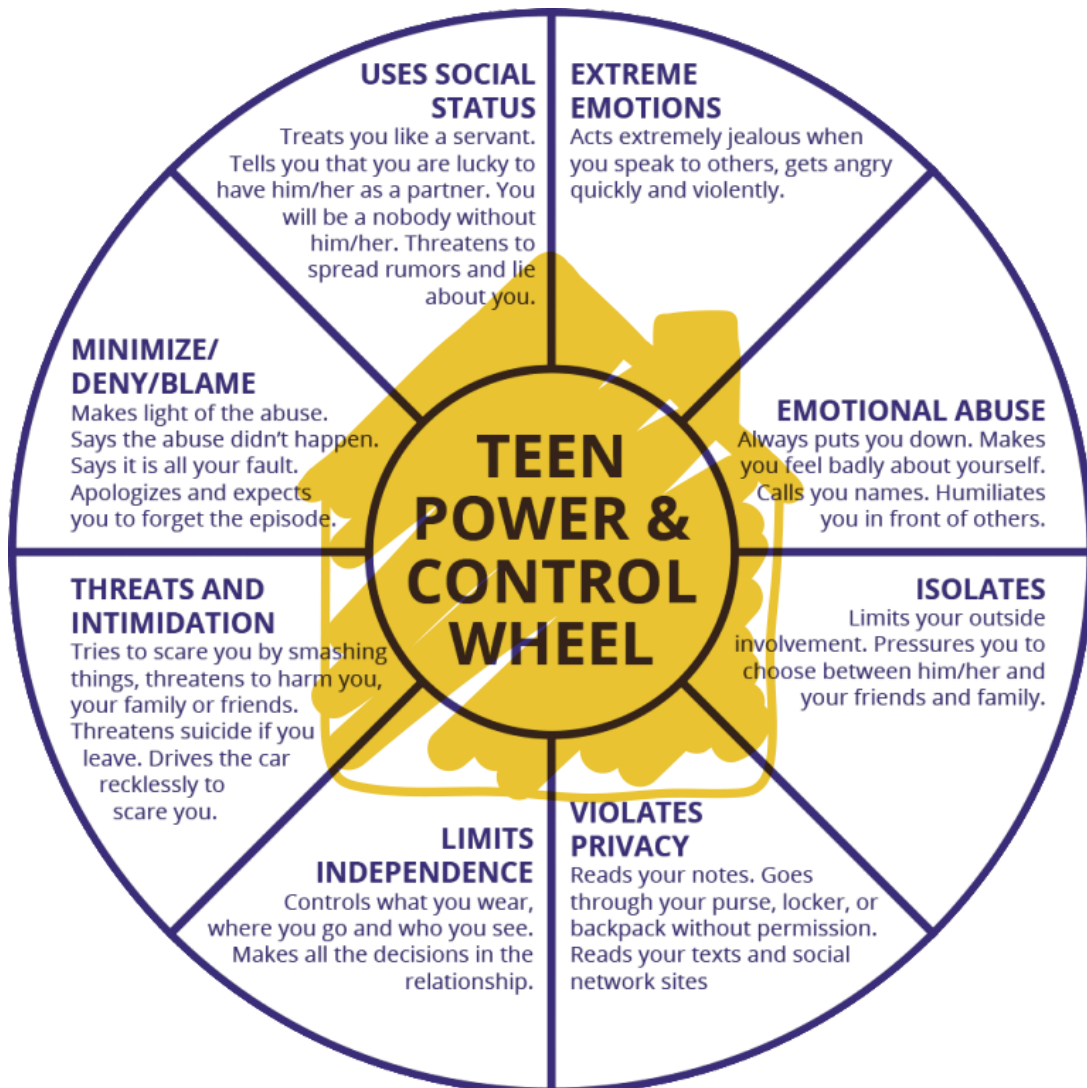 USES SOCIAL
STATUS
Treats you like a servant.
Tells you that you are lucky to
have him/her as a partner. You
will be a nobody without
him/her. Threatens to
spread rumors and lie
about you.
EXTREME
EMOTIONS
Acts extremely jealous when
you speak to others, gets angry
quickly and violently.
MINIMIZE/
DENY/BLAME
Makes light of the abuse.
Says the abuse didn’t happen.
Says it is all your fault.
Apologizes and expects
you to forget the episode.
TEEN
POWER &
CONTROL
WHEEL
EMOTIONAL ABUSE
Always puts you down. Makes
you feel badly about yourself.
Calls you names. Humiliates
you in front of others.
THREATS AND
INTIMIDATION
Tries to scare you by smashing
things, threatens to harm you,
your family or friends.
Threatens suicide if you
leave. Drives the car
recklessly to
scare you.
ISOLATES
Limits your outside
involvement. Pressures you to
choose between him/her and
your friends and family.
LIMITS
INDEPENDENCE
Controls what you wear,
where you go and who you see.
Makes all the decisions in the
relationship.
VIOLATES
PRIVACY
Reads your notes. Goes
through your purse, locker, or
backpack without permission.
Reads your texts and social
network sites